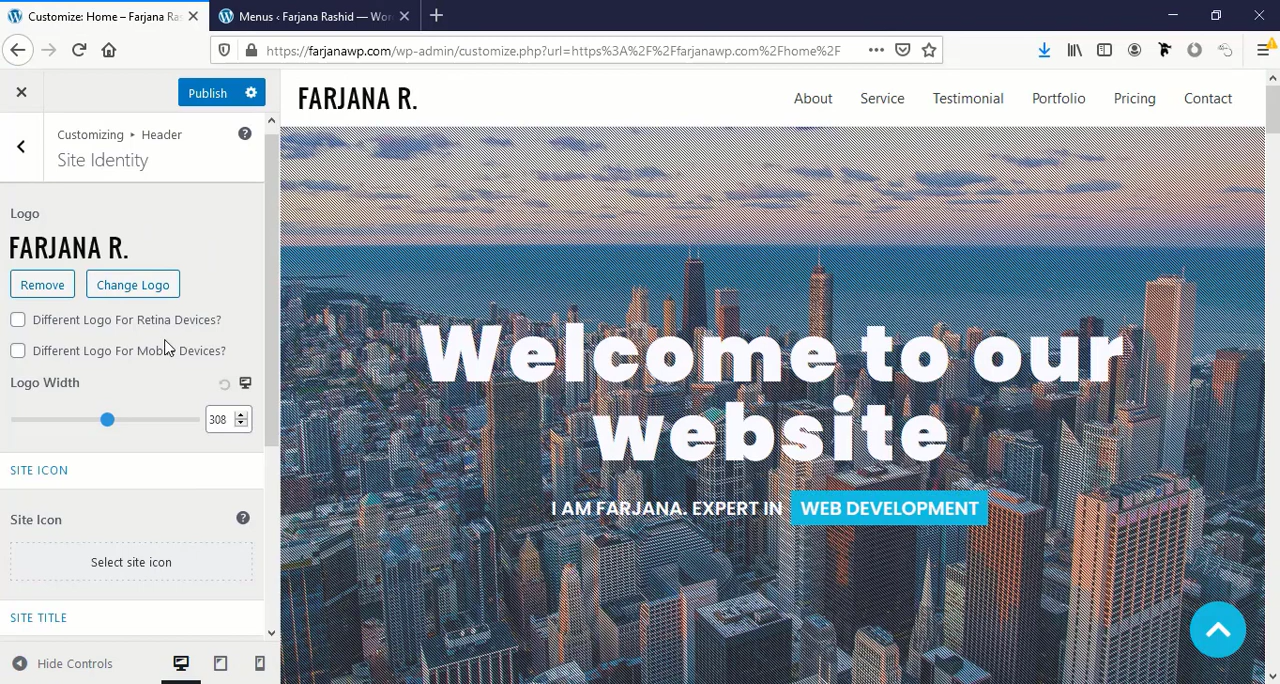 Customize: Home – Farjana Ras
Menus ‹ Farjana Rashid — Wor
https://farjanawp.com/wp-admin/customize.php?url=https%3A%2F%2Ffarjanawp.com%2Fhome%2F
Publish
Customizing ▸ Header
Site Identity
Logo
FARJANA R.
Remove
Change Logo
Different Logo For Retina Devices?
Different Logo For Mobile Devices?
Logo Width
308
SITE ICON
Site Icon
Select site icon
SITE TITLE
Hide Controls
FARJANA R.
About Service Testimonial Portfolio Pricing Contact
Welcome to our
website
I AM FARJANA. EXPERT IN WEB DEVELOPMENT